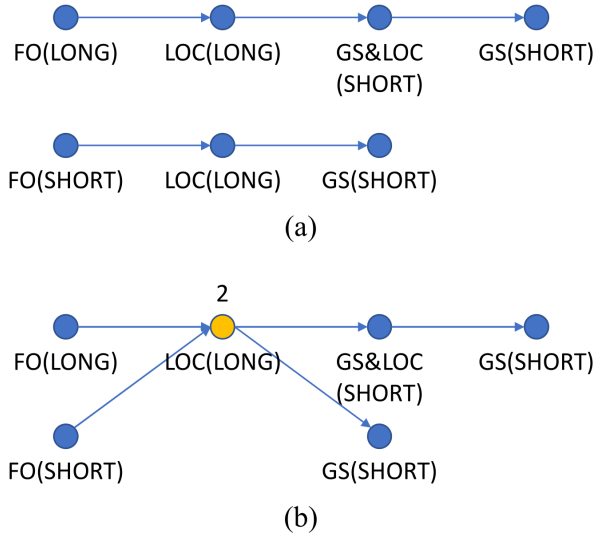 FO(LONG) LOC(LONG) GS&LOC GS(SHORT)
(SHORT)
FO(SHORT) LOC(LONG) GS(SHORT)
(a)
2
FO(LONG) LOC(LONG) GS&LOC GS(SHORT)
(SHORT)
FO(SHORT) GS(SHORT)
(b)